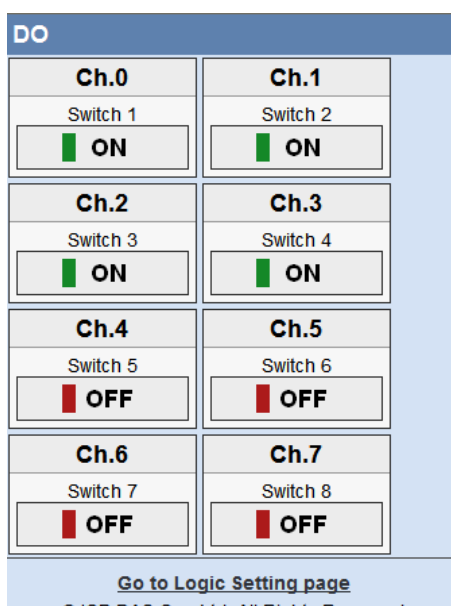 DO
Ch.0 Ch.1
Switch 1 Switch 2
ON ON
Ch.2 Ch.3
Switch 3 Switch 4
ON ON
Ch.4 Ch.5
Switch 5 Switch 6
OFF OFF
Ch.6 Ch.7
Switch 7 Switch 8
OFF OFF
Go to Logic Setting page